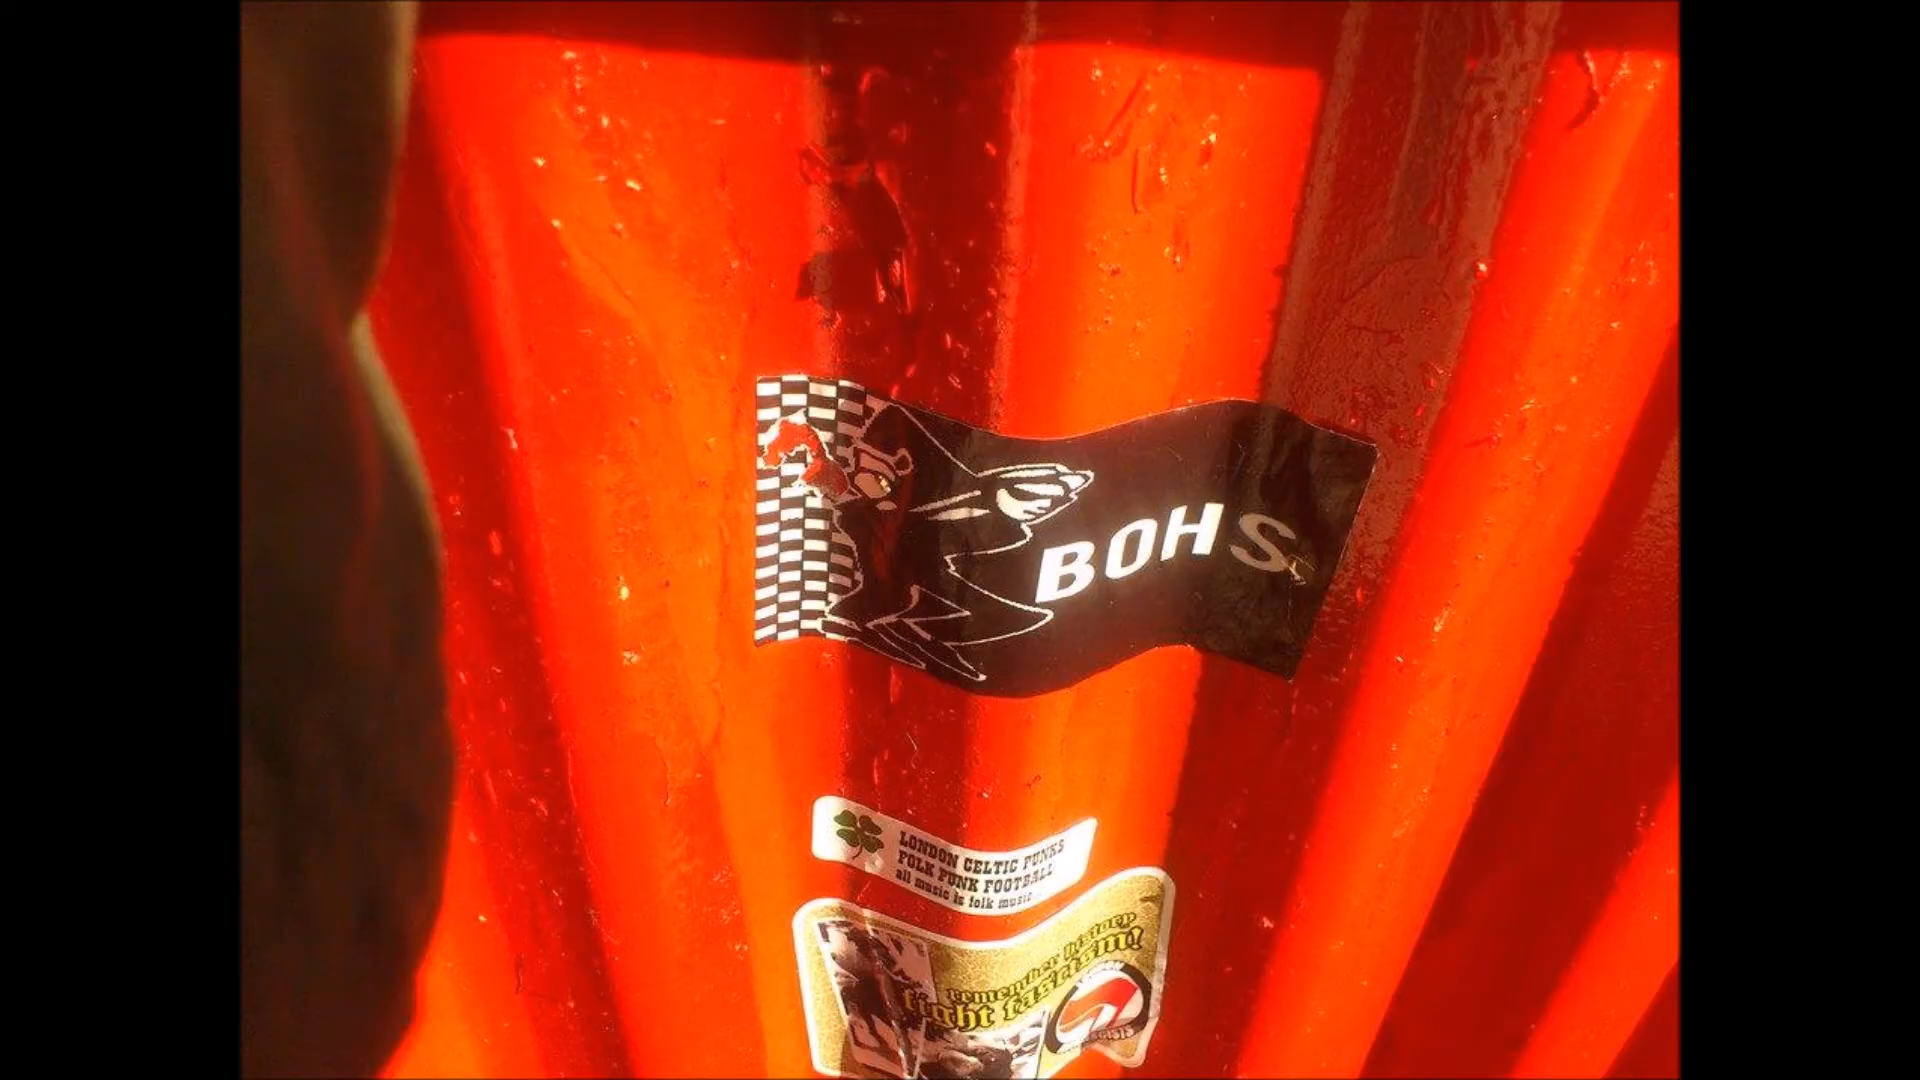 BOHS
LONDON CELTIC PUNKS
FOLK PUNK FOOTBALL
all music is folk music
remember history
fight fascism!